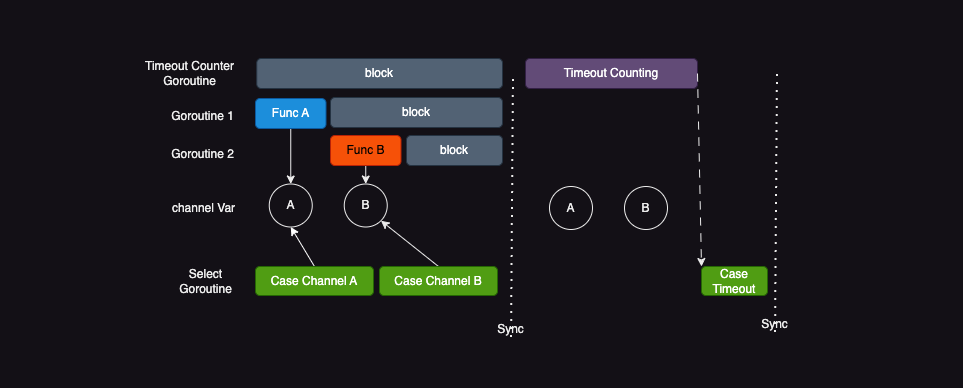 Timeout Counter
Goroutine
block
Timeout Counting
Goroutine 1
Func A
block
Goroutine 2
Func B
block
channel Var
A
B
A
B
Select
Goroutine
Case Channel A
Case Channel B
Case
Timeout
Sync
Sync